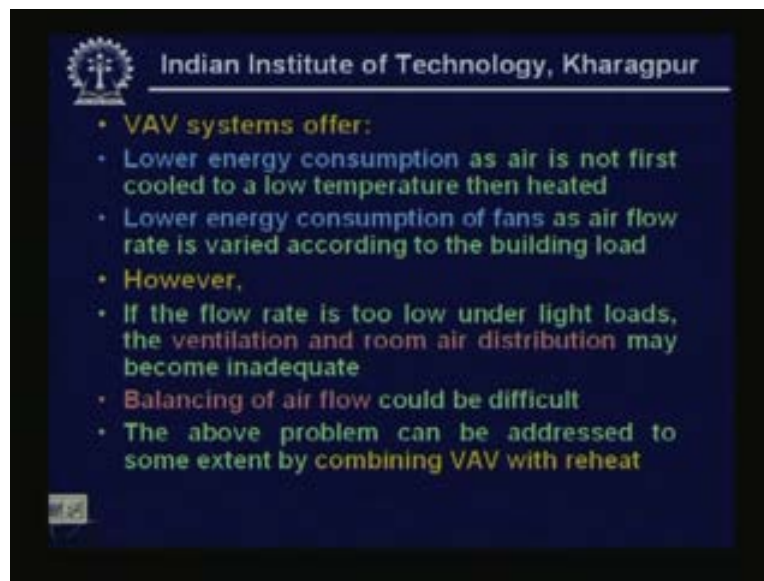 Indian Institute of Technology, Kharagpur
• VAV systems offer:
• Lower energy consumption as air is not first
cooled to a low temperature then heated
• Lower energy consumption of fans as air flow
rate is varied according to the building load
• However,
• If the flow rate is too low under light loads,
the ventilation and room air distribution may
become inadequate
• Balancing of air flow could be difficult
• The above problem can be addressed to
some extent by combining VAV with reheat